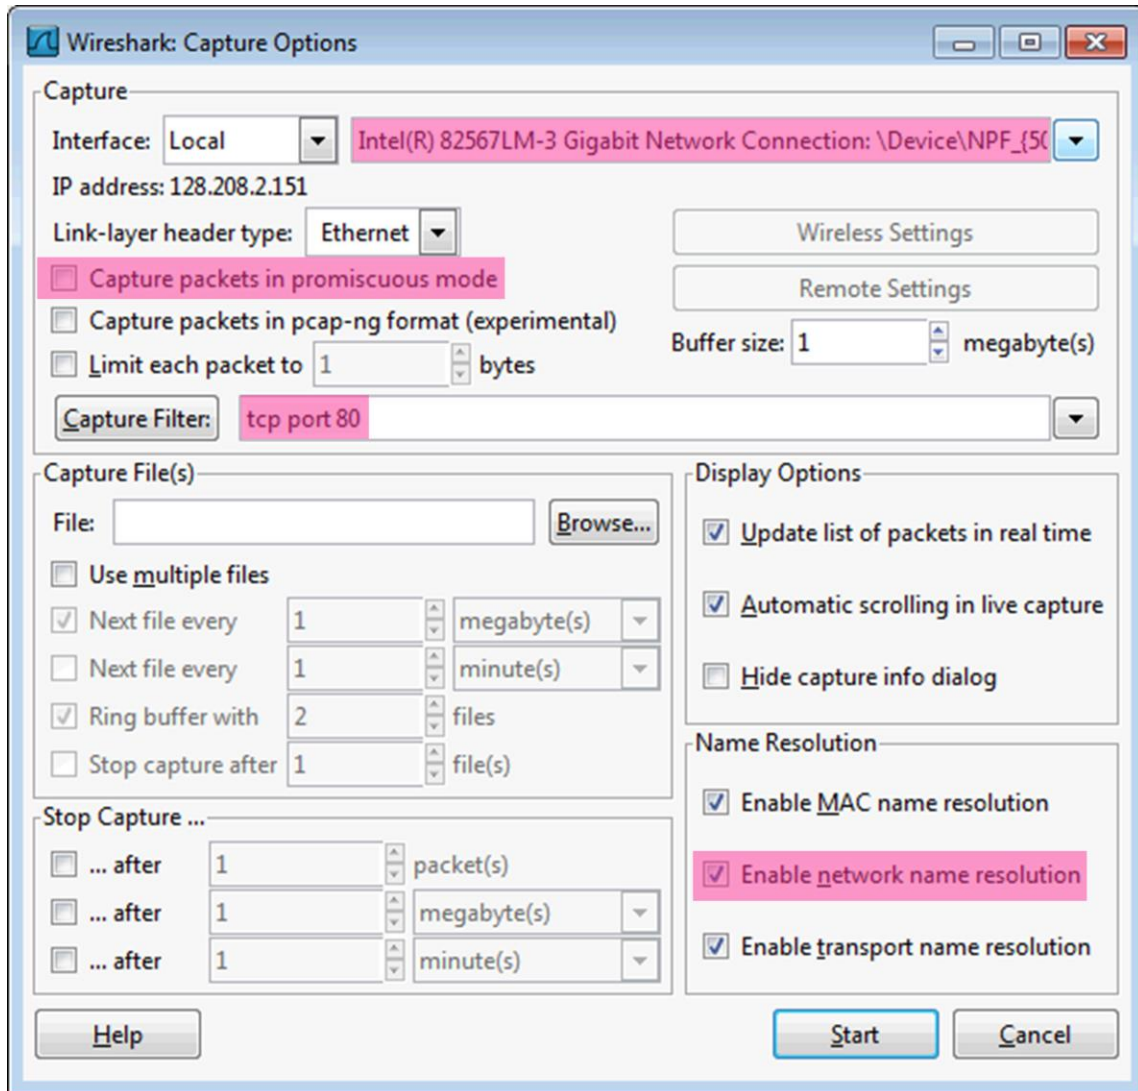 Wireshark: Capture Options
Capture
Interface: Local Intel(R) 82567LM-3 Gigabit Network Connection: \Device\NPF_{50
IP address: 128.208.2.151
Link-layer header type: Ethernet
Wireless Settings
Capture packets in promiscuous mode
Remote Settings
Capture packets in pcap-ng format (experimental)
Buffer size: 1 megabyte(s)
Limit each packet to 1 bytes
Capture Filter: tcp port 80
Capture File(s)
File: Browse...
Use multiple files
Next file every 1 megabyte(s)
Next file every 1 minute(s)
Ring buffer with 2 files
Stop capture after 1 file(s)
Stop Capture ...
... after 1 packet(s)
... after 1 megabyte(s)
... after 1 minute(s)
Display Options
Update list of packets in real time
Automatic scrolling in live capture
Hide capture info dialog
Name Resolution
Enable MAC name resolution
Enable network name resolution
Enable transport name resolution
Help Start Cancel